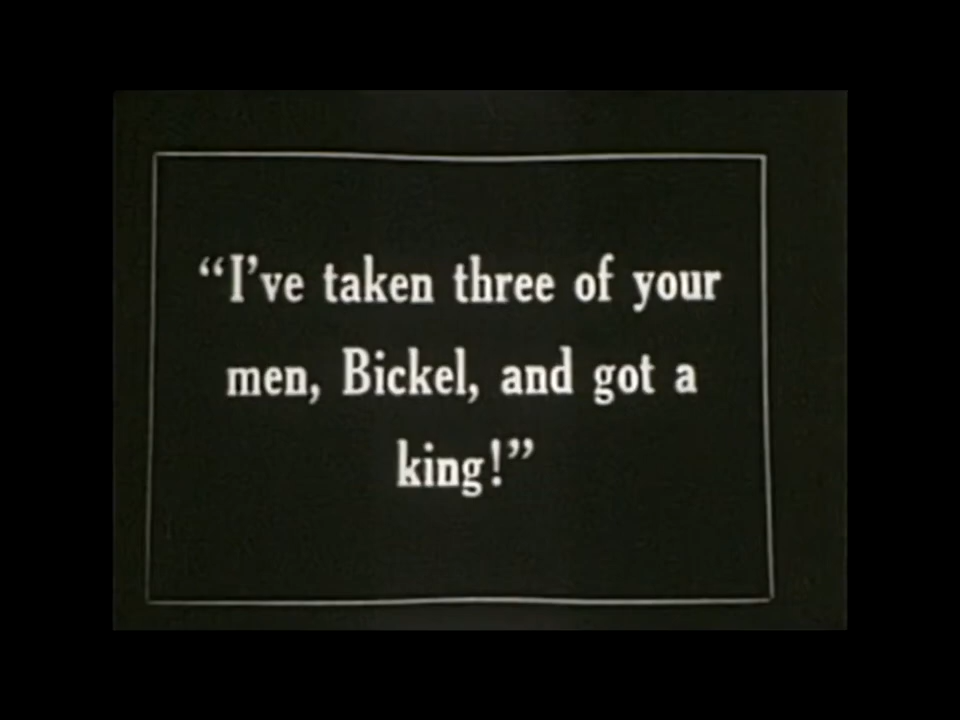 “I’ve taken three of your
men, Bickel, and got a
king!”